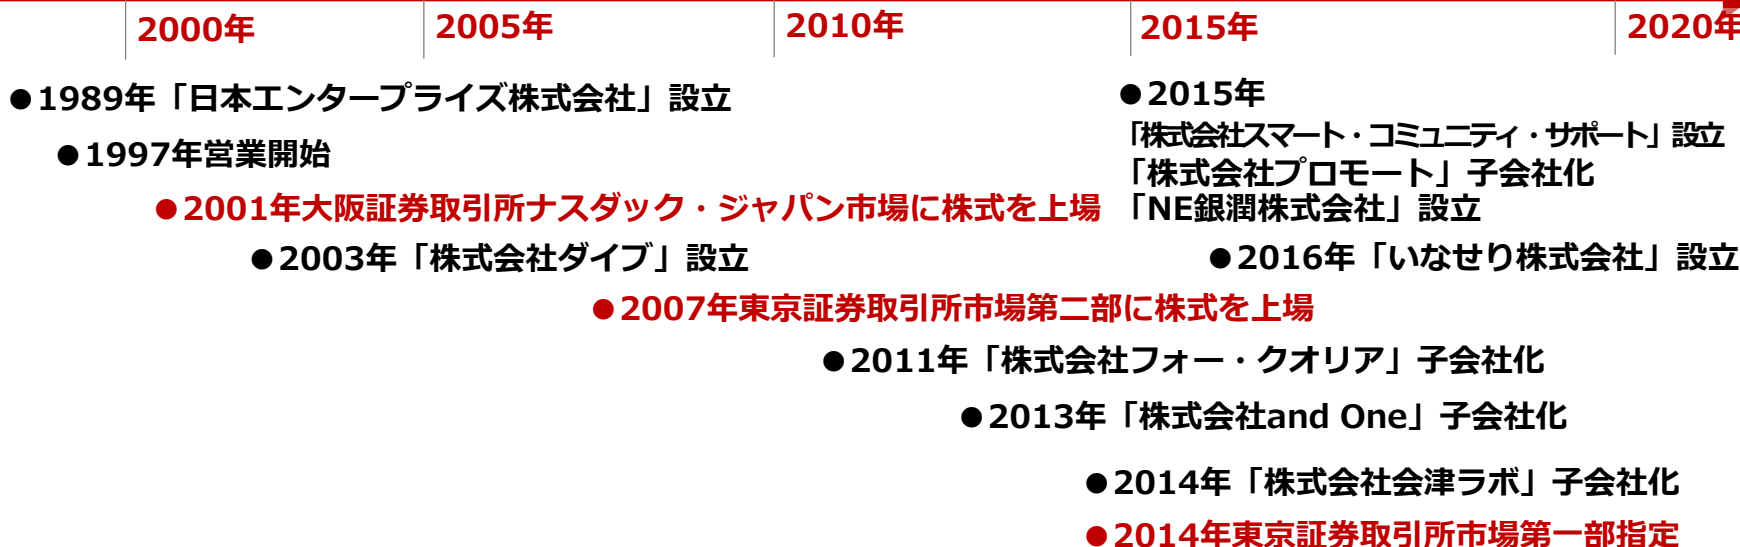 2000年 2005年 2010年 2015年 2020年
●1989年「日本エンタープライズ株式会社」設立
●1997年営業開始
●2001年大阪証券取引所ナスダック・ジャパン市場に株式を上場
●2003年「株式会社ダイブ」設立
●2007年東京証券取引所市場第二部に株式を上場
●2011年「株式会社フォー・クオリア」子会社化
●2013年「株式会社and One」子会社化
●2014年「株式会社会津ラボ」子会社化
●2014年東京証券取引所市場第一部指定
●2015年
「株式会社スマート・コミュニティ・サポート」設立
「株式会社プロモート」子会社化
「NE銀潤株式会社」設立
●2016年「いなせり株式会社」設立